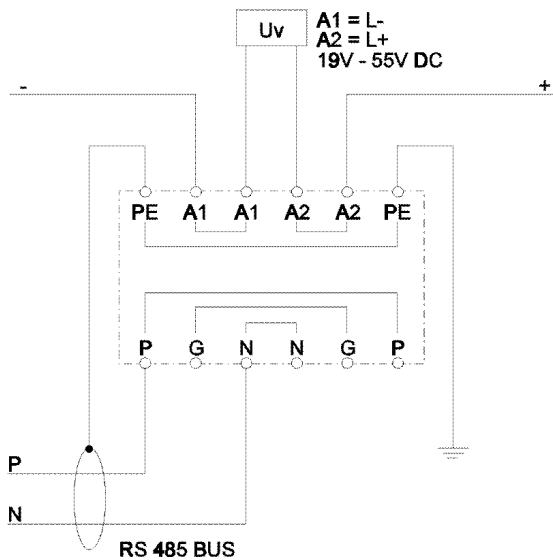 Uv
A1 = L-
A2 = L+
19V - 55V DC
- +
PE A1 A1 A2 A2 PE
P G N N G P
P
N
RS 485 BUS